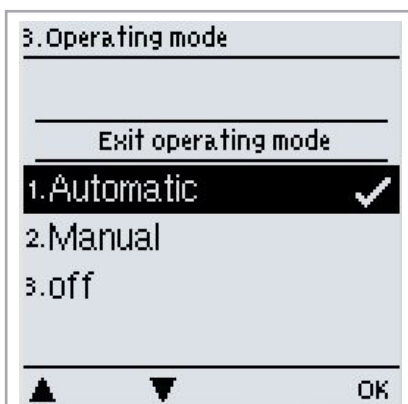 3.Operating mode
Exit operating mode
1.Automatic
2.Manual
3.off
OK